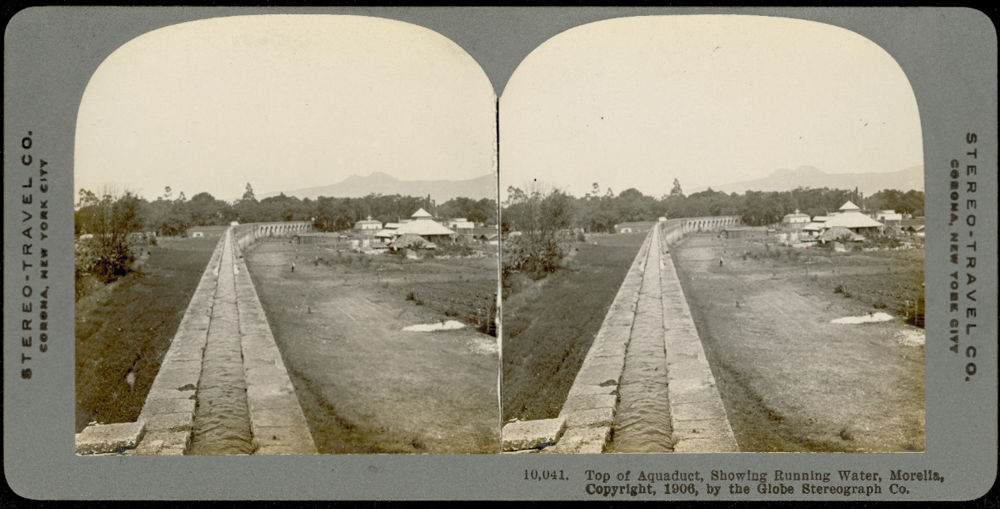 STEREO-TRAVEL CO.
CORONA, NEW YORK CITY
10,041. Top of Aquaduct, Showing Running Water, Morelia,
Copyright, 1906, by the Globe Stereograph Co.
STEREO-TRAVEL CO.
CORONA, NEW YORK CITY